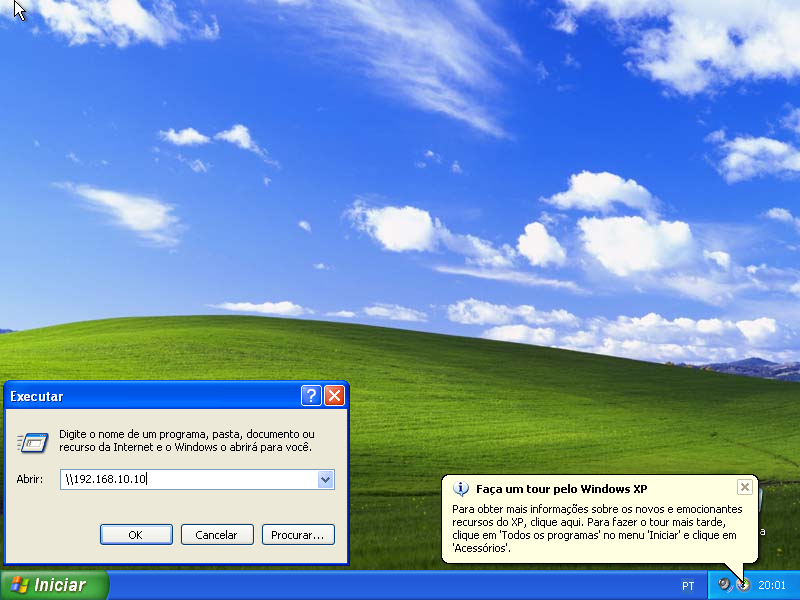 Executar
Digite o nome de um programa, pasta, documento ou
recurso da Internet e o Windows o abrirá para você.
Abrir:
\\192.168.10.10
OK
Cancelar
Procurar...
Faça um tour pelo Windows XP
Para obter mais informações sobre os novos e emocionantes
recursos do XP, clique aqui. Para fazer o tour mais tarde,
clique em 'Todos os programas' no menu 'Iniciar' e clique em
'Acessórios'.
Iniciar
PT
20:01